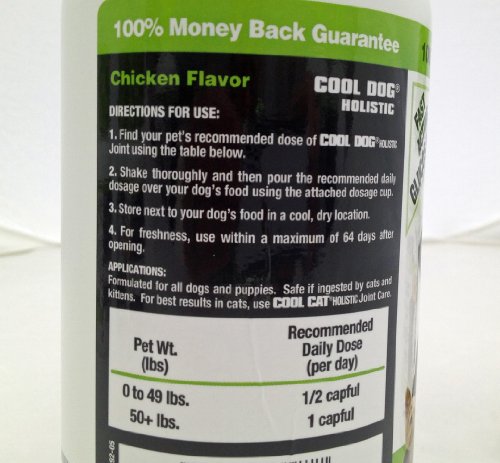 100% Money Back Guarantee
Chicken Flavor
COOL DOG®
HOLISTIC
DIRECTIONS FOR USE:
1. Find your pet's recommended dose of COOL DOG® HOLISTIC
Joint using the table below.
2. Shake thoroughly and then pour the recommended daily
dosage over your dog's food using the attached dosage cup.
3. Store next to your dog's food in a cool, dry location.
4. For freshness, use within a maximum of 64 days after
opening.
APPLICATIONS:
Formulated for all dogs and puppies. Safe if ingested by cats and
kittens. For best results in cats, use COOL CAT® HOLISTIC Joint Care.
Pet Wt.
(lbs)
Recommended
Daily Dose
(per day)
0 to 49 lbs. 1/2 capful
50+ lbs. 1 capful